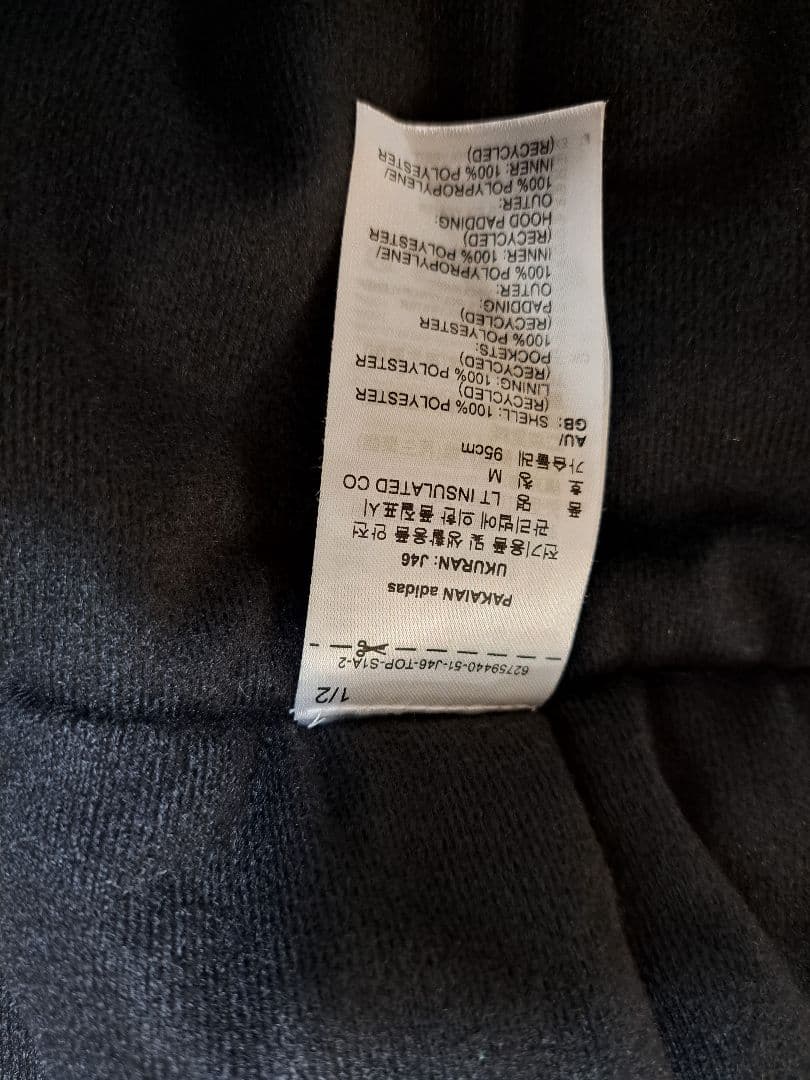 1/2
62759440-51-J46-TOP-S1A-2
PAKAIAN adidas
UKURAN: J46
전기용품 및 생활용품 안전
관리법에 의한 품질표시
품 명 LT INSULATED CO
호 칭 M
가슴둘레 95cm
AU/
GB: SHELL: 100% POLYESTER
(RECYCLED)
LINING: 100% POLYESTER
(RECYCLED)
POCKETS:
100% POLYESTER
(RECYCLED)
PADDING:
OUTER:
100% POLYPROPYLENE/
INNER: 100% POLYESTER
(RECYCLED)
HOOD PADDING:
OUTER:
100% POLYPROPYLENE/
INNER: 100% POLYESTER
(RECYCLED)